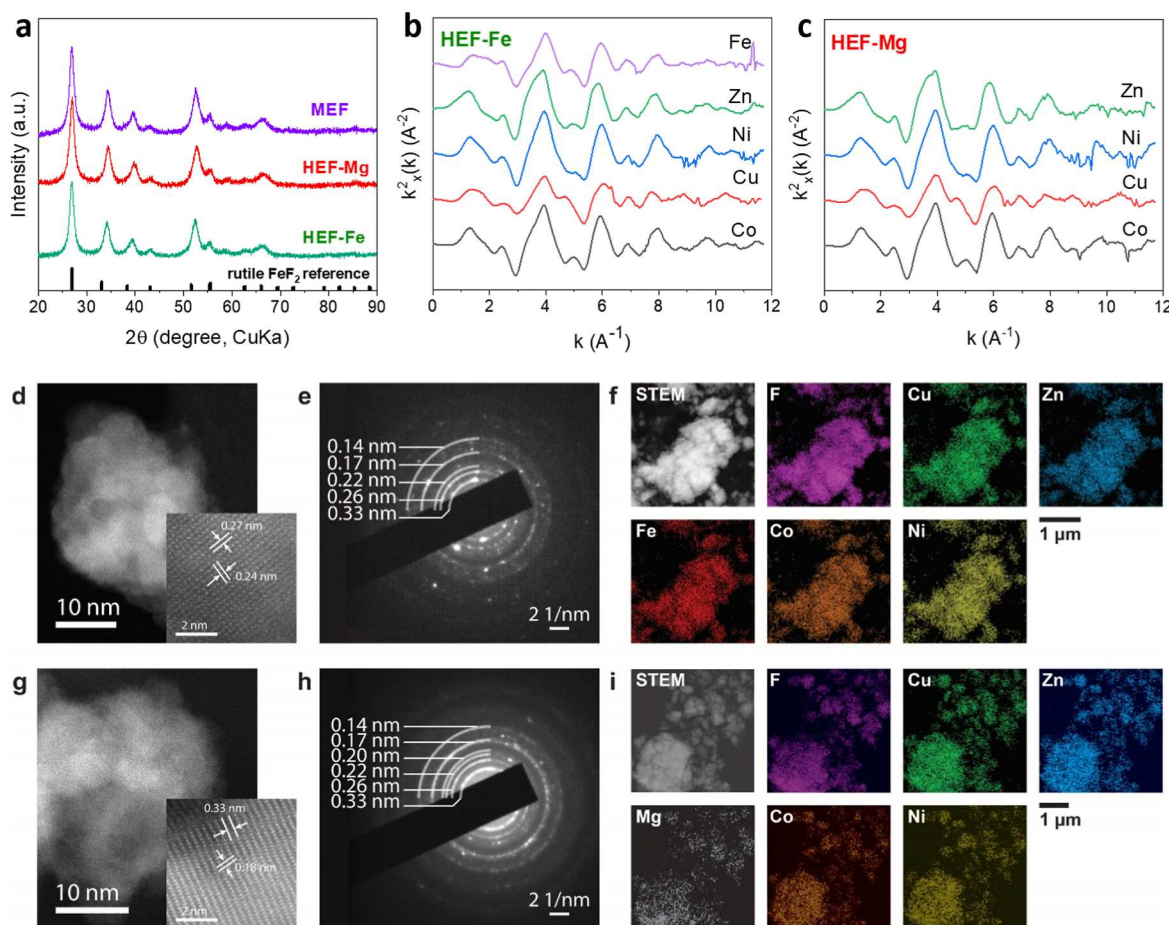 a
Intensity (a.u.)
MEF
HEF-Mg
HEF-Fe
rutile FeF₂ reference
20 30 40 50 60 70 80 90
2θ (degree, CuKa)
b
HEF-Fe
k²ᵪ(k) (A⁻²)
Fe
Zn
Ni
Cu
Co
0 2 4 6 8 10 12
k (A⁻¹)
c
HEF-Mg
k²ᵪ(k) (A⁻²)
Zn
Ni
Cu
Co
0 2 4 6 8 10 12
k (A⁻¹)
d
10 nm
0.27 nm
0.24 nm
2 nm
e
0.14 nm
0.17 nm
0.22 nm
0.26 nm
0.33 nm
2 1/nm
f
STEM
F
Cu
Zn
Fe
Co
Ni
1 µm
g
10 nm
0.33 nm
0.18 nm
2 nm
h
0.14 nm
0.17 nm
0.20 nm
0.22 nm
0.26 nm
0.33 nm
2 1/nm
i
STEM
F
Cu
Zn
Mg
Co
Ni
1 µm